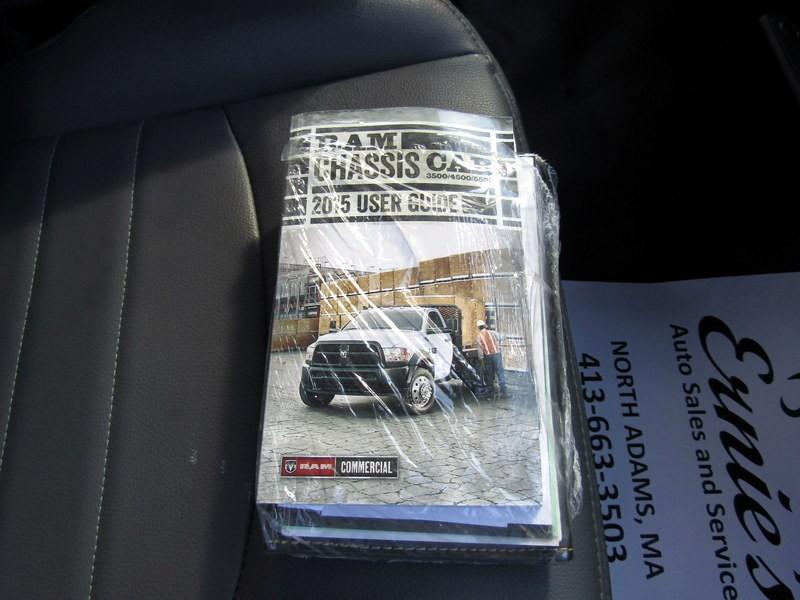 RAM
CHASSIS CAB
3500/4500/5500
2015 USER GUIDE
RAM COMMERCIAL
Ernie's
Auto Sales and Service
NORTH ADAMS, MA
413-663-3503